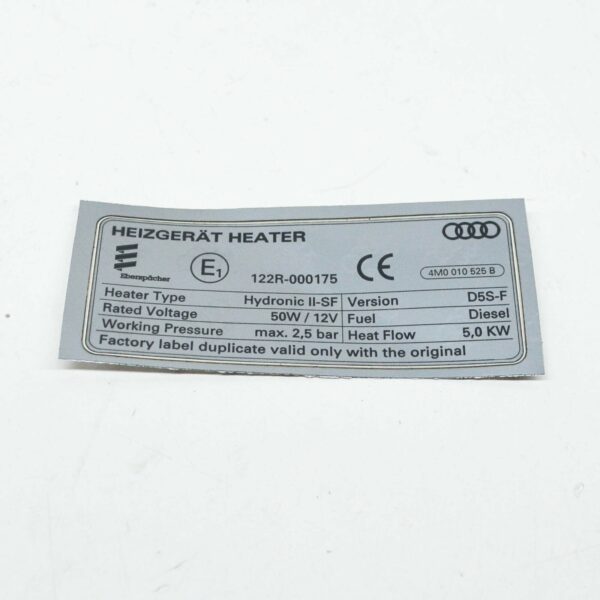 HEIZGERÄT HEATER
Eberspächer
E1
122R-000175
CE
4M0 010 525 B
Heater Type Hydronic II-SF Version D5S-F
Rated Voltage 50W / 12V Fuel Diesel
Working Pressure max. 2,5 bar Heat Flow 5,0 KW
Factory label duplicate valid only with the original